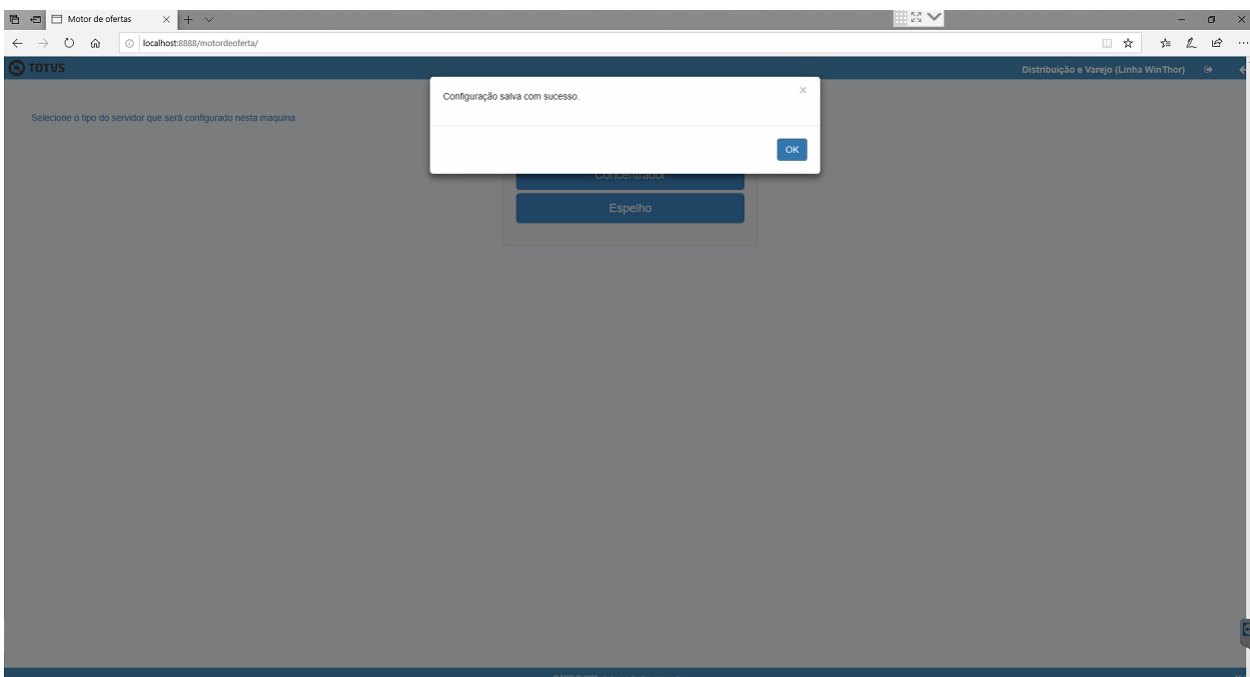 Motor de ofertas
localhost:8888/motordeoferta/
TOTVS
Distribuição e Varejo (Linha WinThor)
Configuração salva com sucesso.
Selecione o tipo do servidor que será configurado nesta maquina
OK
Concentrador
Espelho